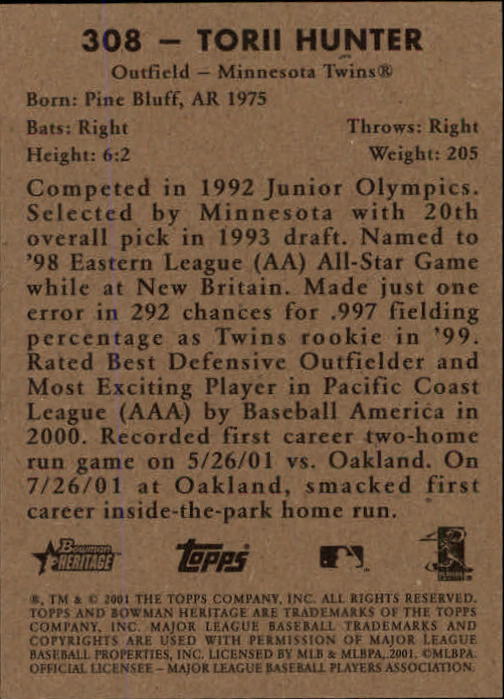 308 – TORII HUNTER
Outfield – Minnesota Twins®
Born: Pine Bluff, AR 1975
Bats: Right Throws: Right
Height: 6:2 Weight: 205
Competed in 1992 Junior Olympics.
Selected by Minnesota with 20th
overall pick in 1993 draft. Named to
'98 Eastern League (AA) All-Star Game
while at New Britain. Made just one
error in 292 chances for .997 fielding
percentage as Twins rookie in '99.
Rated Best Defensive Outfielder and
Most Exciting Player in Pacific Coast
League (AAA) by Baseball America in
2000. Recorded first career two-home
run game on 5/26/01 vs. Oakland. On
7/26/01 at Oakland, smacked first
career inside-the-park home run.
Bowman HERITAGE TOPPS
®, TM & © 2001 THE TOPPS COMPANY, INC. ALL RIGHTS RESERVED.
TOPPS AND BOWMAN HERITAGE ARE TRADEMARKS OF THE TOPPS
COMPANY, INC. MAJOR LEAGUE BASEBALL TRADEMARKS AND
COPYRIGHTS ARE USED WITH PERMISSION OF MAJOR LEAGUE
BASEBALL PROPERTIES, INC. LICENSED BY MLB & MLBPA, 2001. ©MLBPA.
OFFICIAL LICENSEE – MAJOR LEAGUE BASEBALL PLAYERS ASSOCIATION.